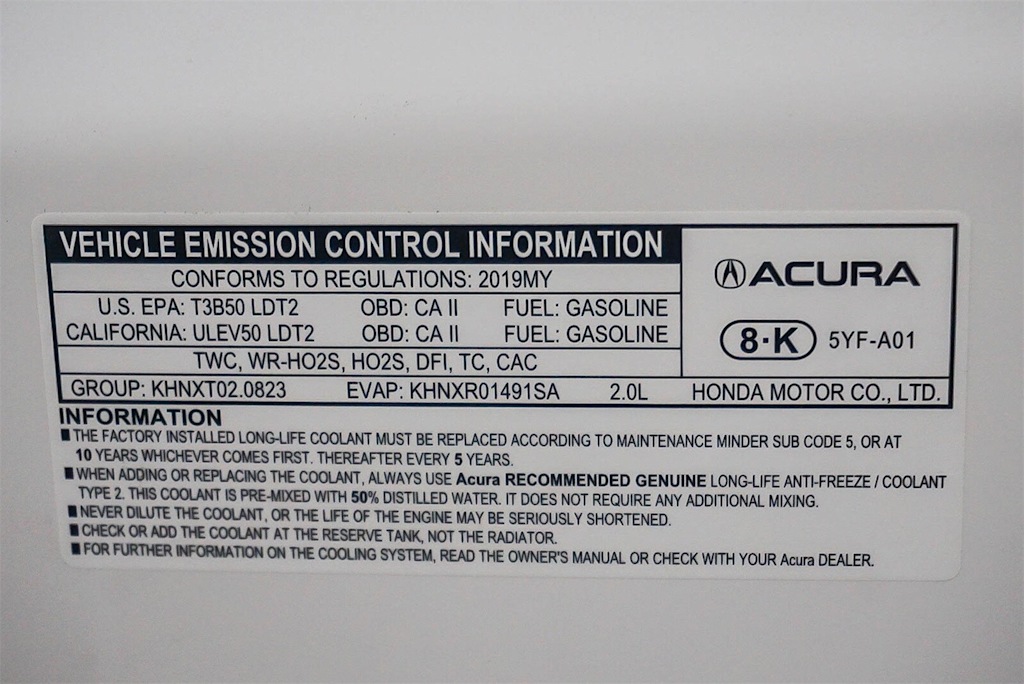 VEHICLE EMISSION CONTROL INFORMATION
CONFORMS TO REGULATIONS: 2019MY
U.S. EPA: T3B50 LDT2 OBD: CA II FUEL: GASOLINE
CALIFORNIA: ULEV50 LDT2 OBD: CA II FUEL: GASOLINE
TWC, WR-HO2S, HO2S, DFI, TC, CAC
GROUP: KHNXT02.0823 EVAP: KHNXR01491SA 2.0L
ACURA
8·K 5YF-A01
HONDA MOTOR CO., LTD.
INFORMATION
■ THE FACTORY INSTALLED LONG-LIFE COOLANT MUST BE REPLACED ACCORDING TO MAINTENANCE MINDER SUB CODE 5, OR AT
10 YEARS WHICHEVER COMES FIRST. THEREAFTER EVERY 5 YEARS.
■ WHEN ADDING OR REPLACING THE COOLANT, ALWAYS USE Acura RECOMMENDED GENUINE LONG-LIFE ANTI-FREEZE / COOLANT
TYPE 2. THIS COOLANT IS PRE-MIXED WITH 50% DISTILLED WATER. IT DOES NOT REQUIRE ANY ADDITIONAL MIXING.
■ NEVER DILUTE THE COOLANT, OR THE LIFE OF THE ENGINE MAY BE SERIOUSLY SHORTENED.
■ CHECK OR ADD THE COOLANT AT THE RESERVE TANK, NOT THE RADIATOR.
■ FOR FURTHER INFORMATION ON THE COOLING SYSTEM, READ THE OWNER'S MANUAL OR CHECK WITH YOUR Acura DEALER.